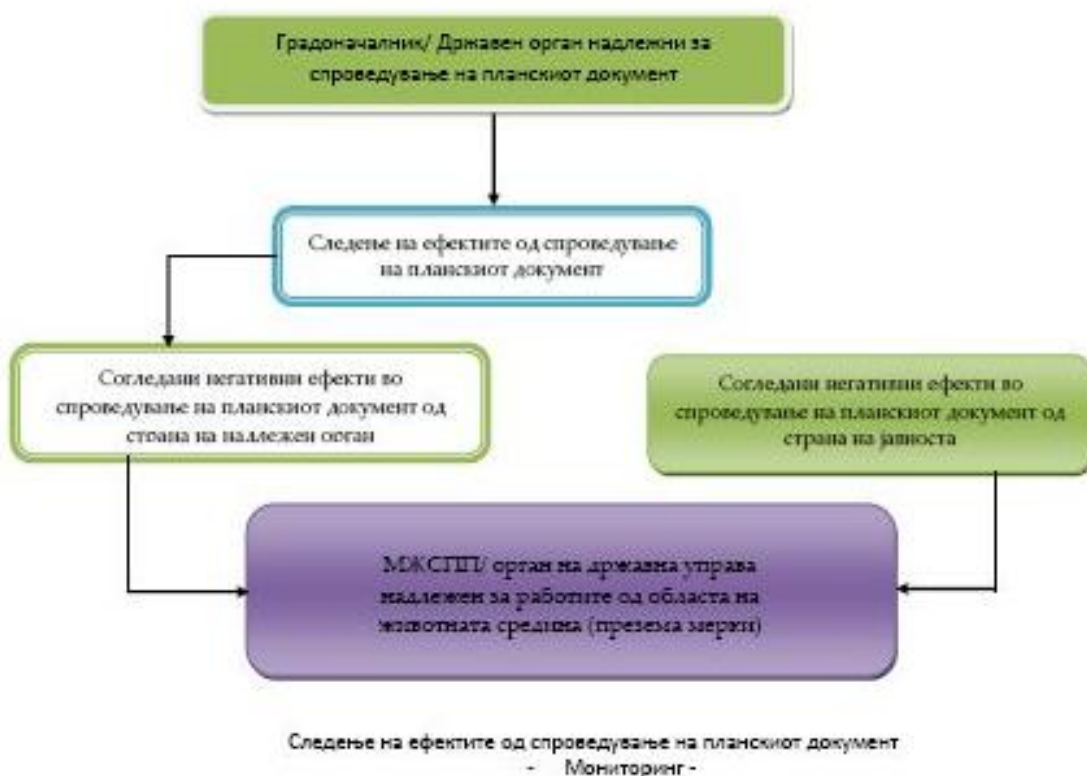 Градоначалник/ Државен орган надлежни за
спроведување на планскиот документ
Следење на ефектите од спроведување
на планскиот документ
Согледани негативни ефекти во
спроведување на планскиот документ од
страна на надлежен орган
Согледани негативни ефекти во
спроведување на планскиот документ од
страна на јавноста
МЖСПП/ орган на државна управа
надлежен за работите од областа на
животната средина (презема мерки)
Следење на ефектите од спроведување на планскиот документ
- Мониторинг -